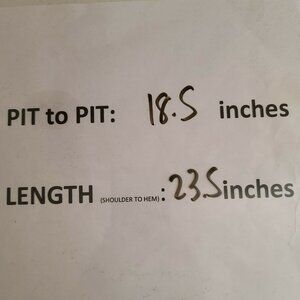 PIT to PIT: 18.5 inches
LENGTH (SHOULDER TO HEM): 23.5 inches